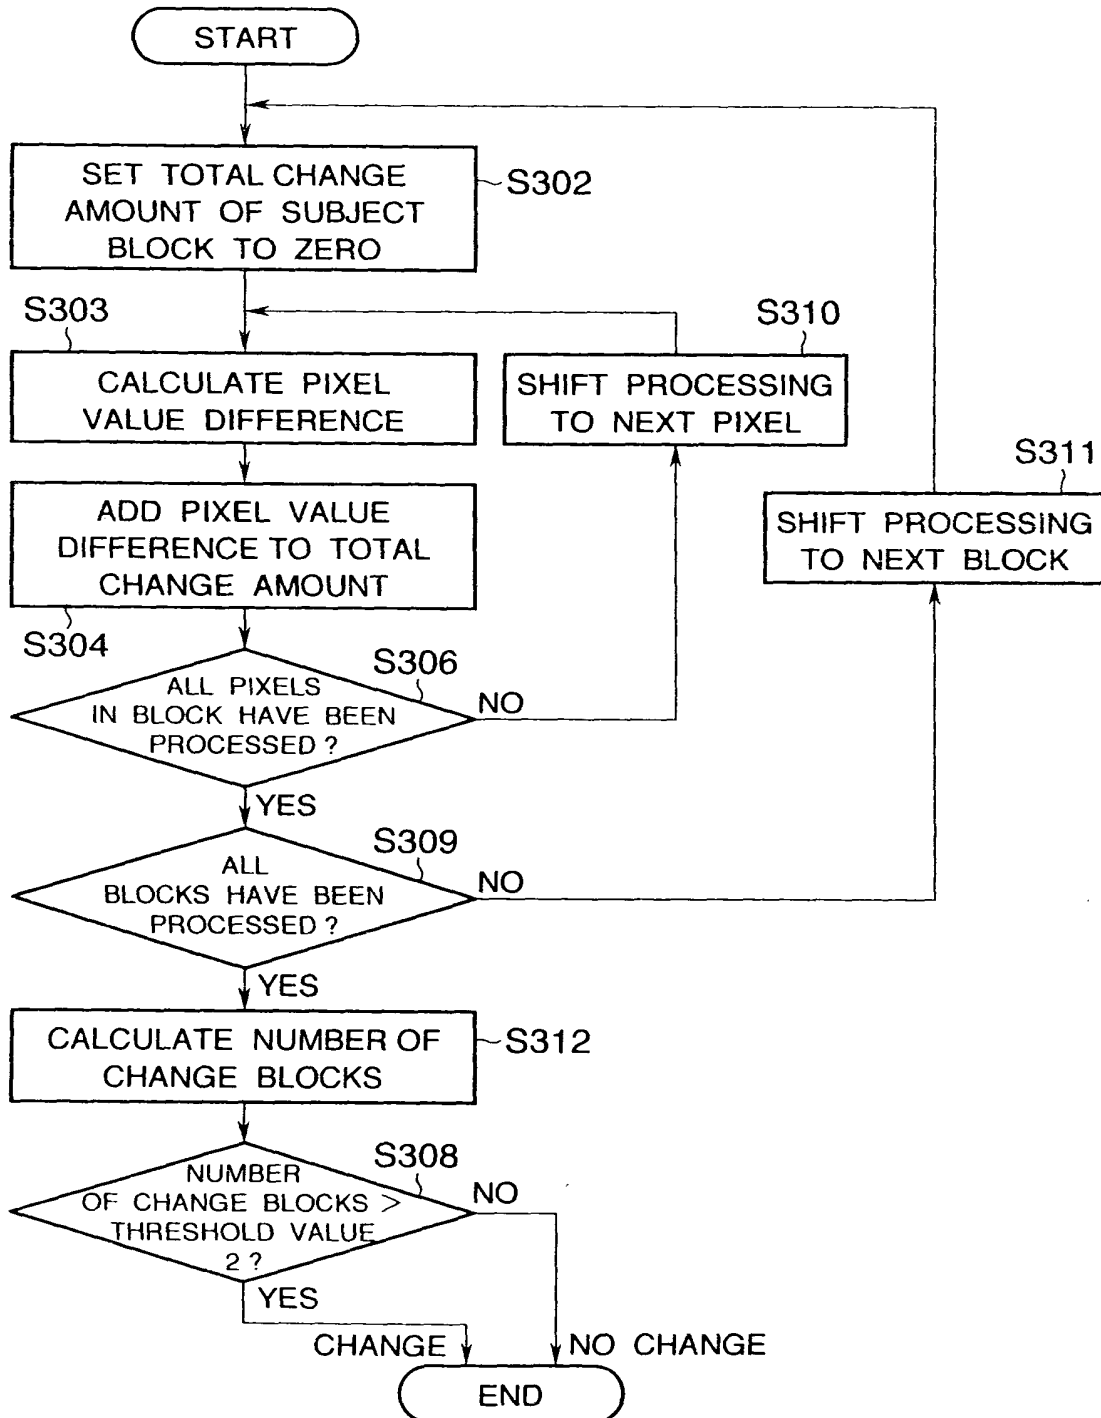 START
SET TOTAL CHANGE
AMOUNT OF SUBJECT
BLOCK TO ZERO
S302
S303
CALCULATE PIXEL
VALUE DIFFERENCE
S310
SHIFT PROCESSING
TO NEXT PIXEL
S311
SHIFT PROCESSING
TO NEXT BLOCK
ADD PIXEL VALUE
DIFFERENCE TO TOTAL
CHANGE AMOUNT
S304
S306
ALL PIXELS
IN BLOCK HAVE BEEN
PROCESSED ?
NO
YES
S309
ALL
BLOCKS HAVE BEEN
PROCESSED ?
NO
YES
CALCULATE NUMBER OF
CHANGE BLOCKS
S312
S308
NUMBER
OF CHANGE BLOCKS >
THRESHOLD VALUE
2 ?
NO
YES
CHANGE
NO CHANGE
END